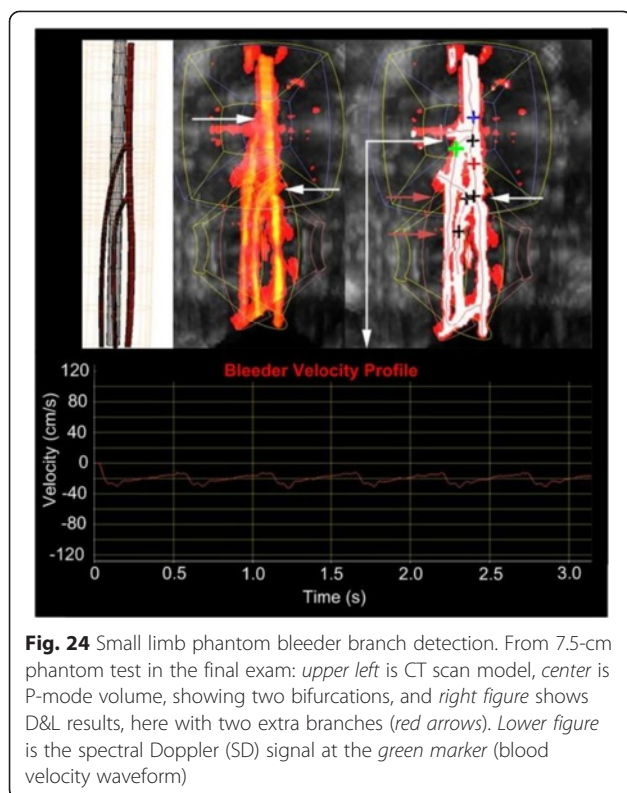 Bleeder Velocity Profile
Velocity (cm/s)
120
80
40
0
-40
-80
-120
0 0.5 1.0 1.5 2.0 2.5 3.0
Time (s)
Fig. 24 Small limb phantom bleeder branch detection. From 7.5-cm
phantom test in the final exam: upper left is CT scan model, center is
P-mode volume, showing two bifurcations, and right figure shows
D&L results, here with two extra branches (red arrows). Lower figure
is the spectral Doppler (SD) signal at the green marker (blood
velocity waveform)